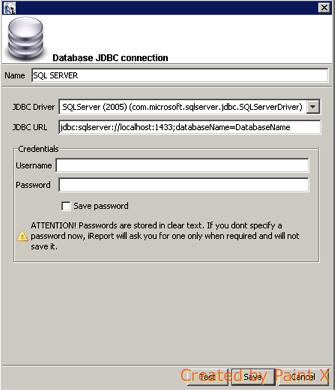 Database JDBC connection
Name SQL SERVER
JDBC Driver SQLServer (2005) (com.microsoft.sqlserver.jdbc.SQLServerDriver)
JDBC URL jdbc:sqlserver://localhost:1433;databaseName=DatabaseName
Credentials
Username
Password
Save password
ATTENTION! Passwords are stored in clear text. If you dont specify a
password now, iReport will ask you for one only when required and will not
save it.
Test Save Cancel
Created by Paint X